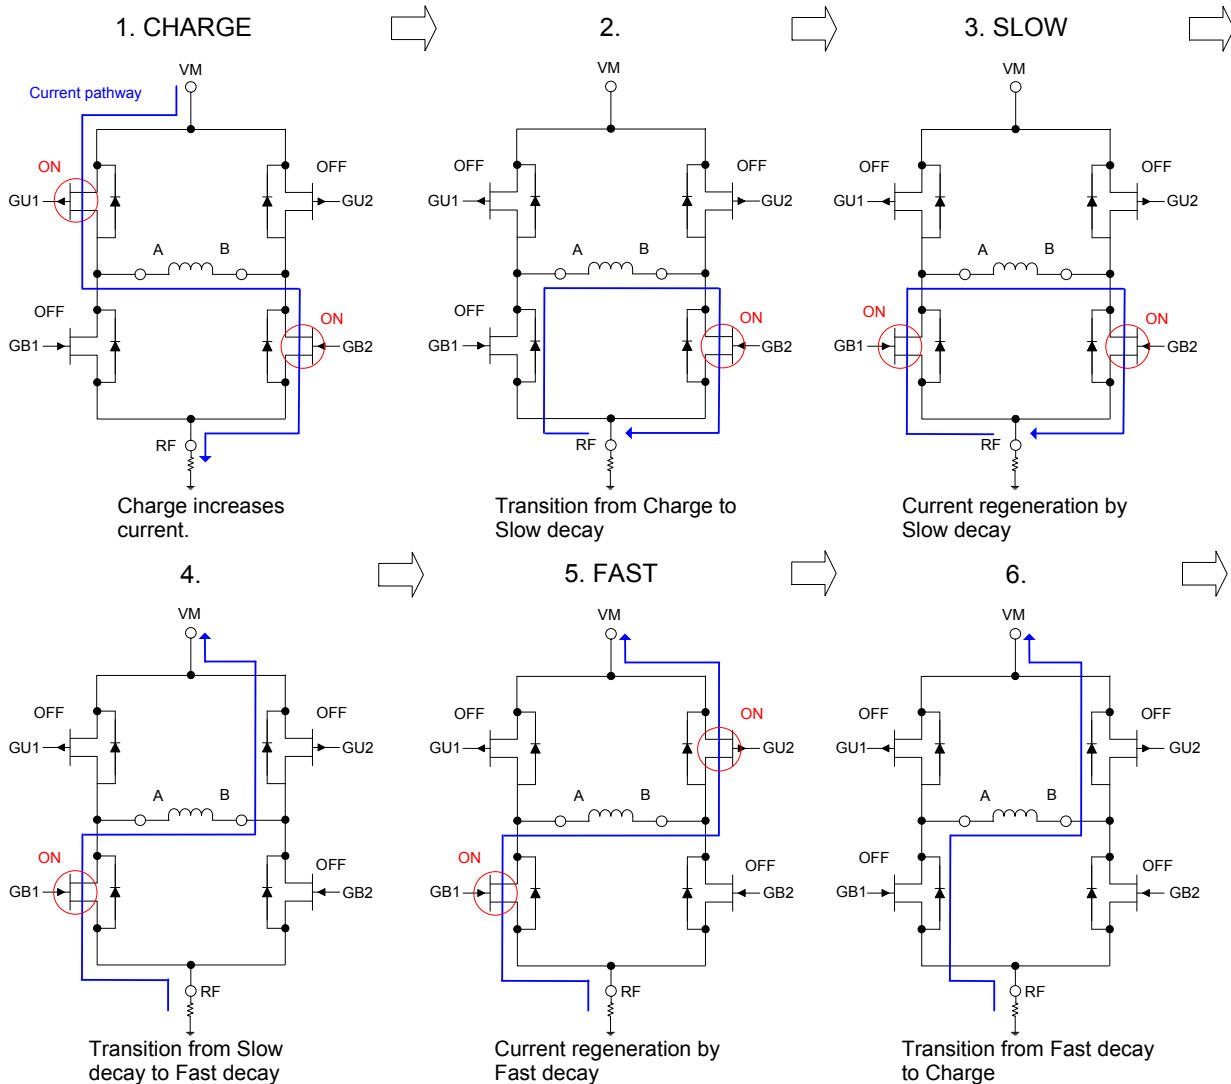 1. CHARGE
2.
3. SLOW
VM
VM
VM
Current pathway
ON
OFF
OFF
OFF
OFF
OFF
GU1
GU2
GU1
GU2
GU1
GU2
A
B
A
B
A
B
OFF
ON
OFF
ON
ON
ON
GB1
GB2
GB1
GB2
GB1
GB2
RF
RF
RF
Charge increases
current.
Transition from Charge to
Slow decay
Current regeneration by
Slow decay
4.
5. FAST
6.
VM
VM
VM
OFF
OFF
OFF
ON
OFF
OFF
GU1
GU2
GU1
GU2
GU1
GU2
A
B
A
B
A
B
ON
OFF
ON
OFF
OFF
OFF
GB1
GB2
GB1
GB2
GB1
GB2
RF
RF
RF
Transition from Slow
decay to Fast decay
Current regeneration by
Fast decay
Transition from Fast decay
to Charge